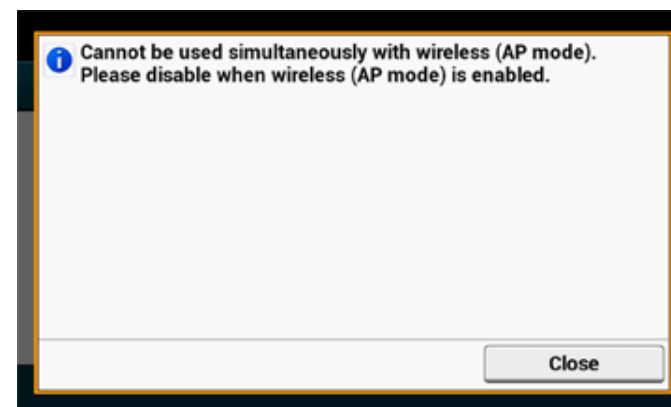 Cannot be used simultaneously with wireless (AP mode).
Please disable when wireless (AP mode) is enabled.
Close